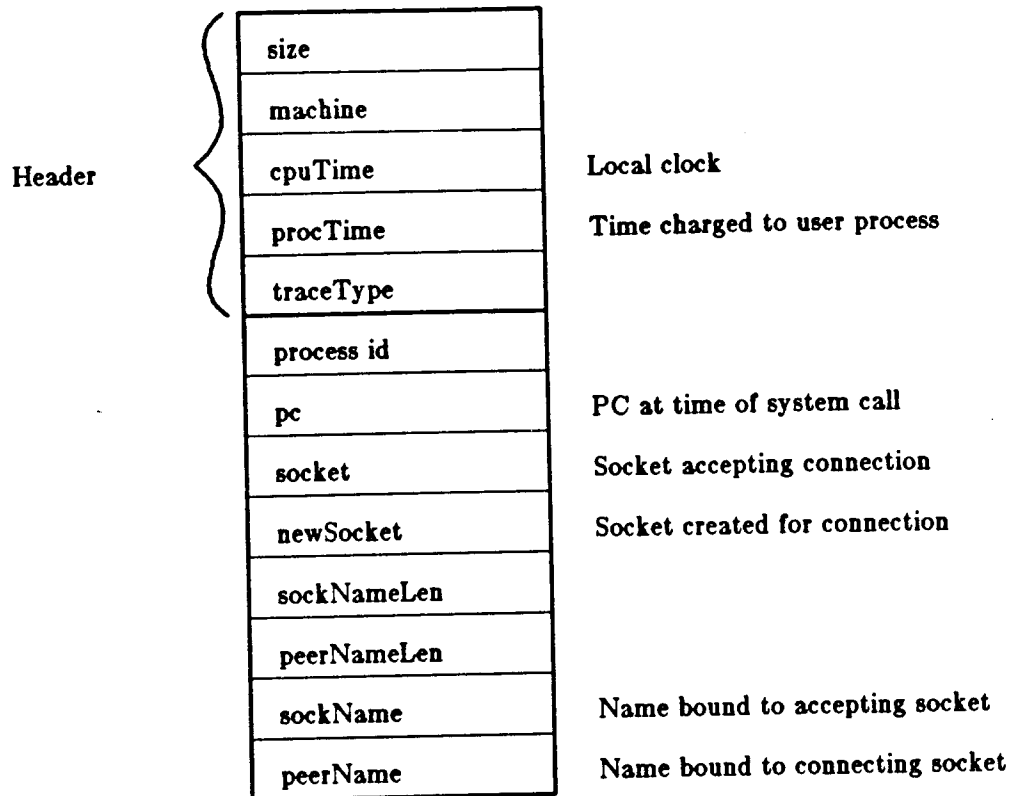 size
machine
Header
cpuTime Local clock
procTime Time charged to user process
traceType
process id
pc PC at time of system call
socket Socket accepting connection
newSocket Socket created for connection
sockNameLen
peerNameLen
sockName Name bound to accepting socket
peerName Name bound to connecting socket